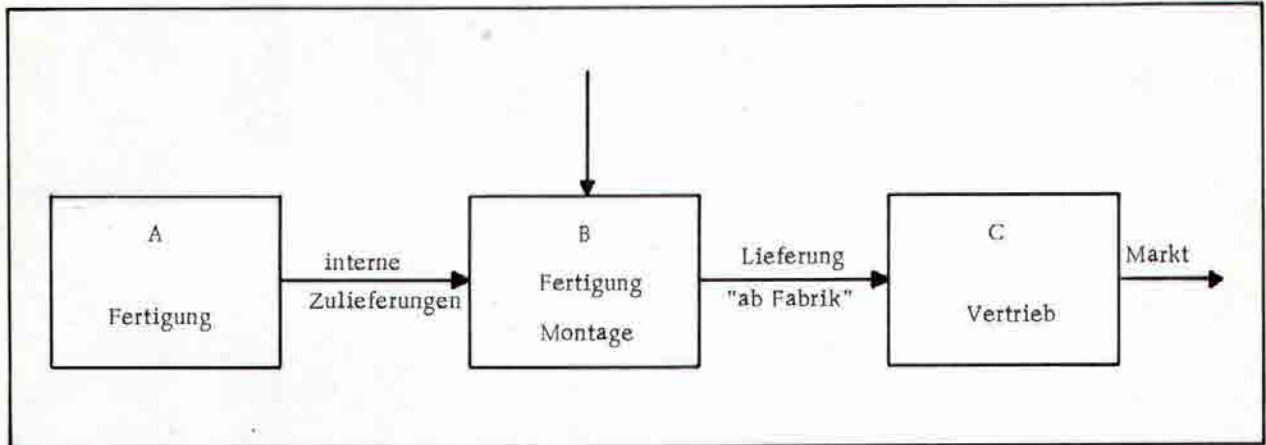 A
Fertigung
interne
Zulieferungen
B
Fertigung
Montage
Lieferung
"ab Fabrik"
C
Vertrieb
Markt